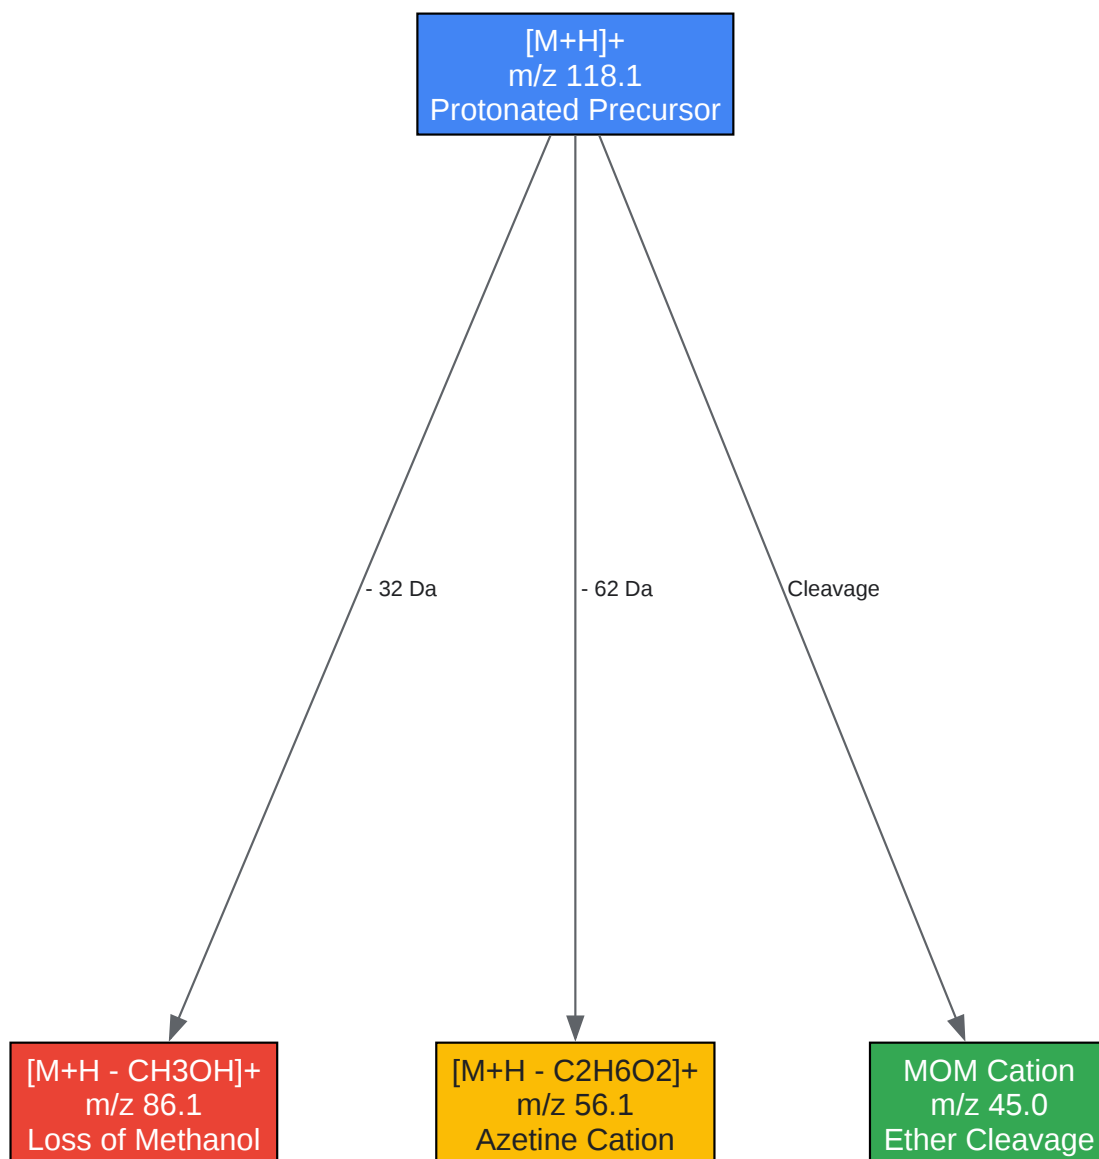 [M+H]+
m/z 118.1
Protonated Precursor
- 32 Da
- 62 Da
Cleavage
[M+H - CH3OH]+
m/z 86.1
Loss of Methanol
[M+H - C2H6O2]+
m/z 56.1
Azetine Cation
MOM Cation
m/z 45.0
Ether Cleavage